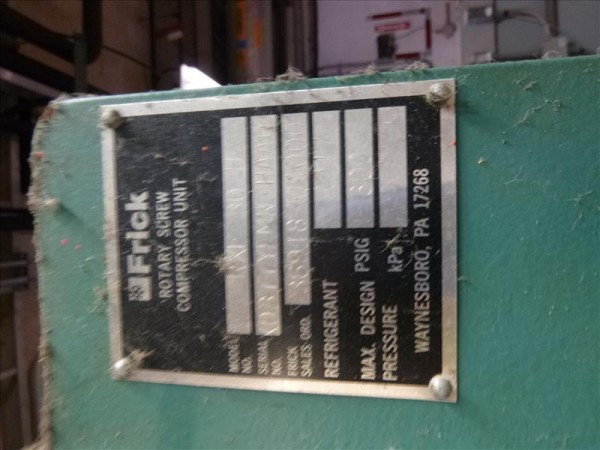 Frick
ROTARY SCREW
COMPRESSOR UNIT
MODEL
NO.
SERIAL
NO.
FRICK
SALES ORD.
REFRIGERANT
MAX. DESIGN PSIG 300
PRESSURE kPa
WAYNESBORO, PA 17268